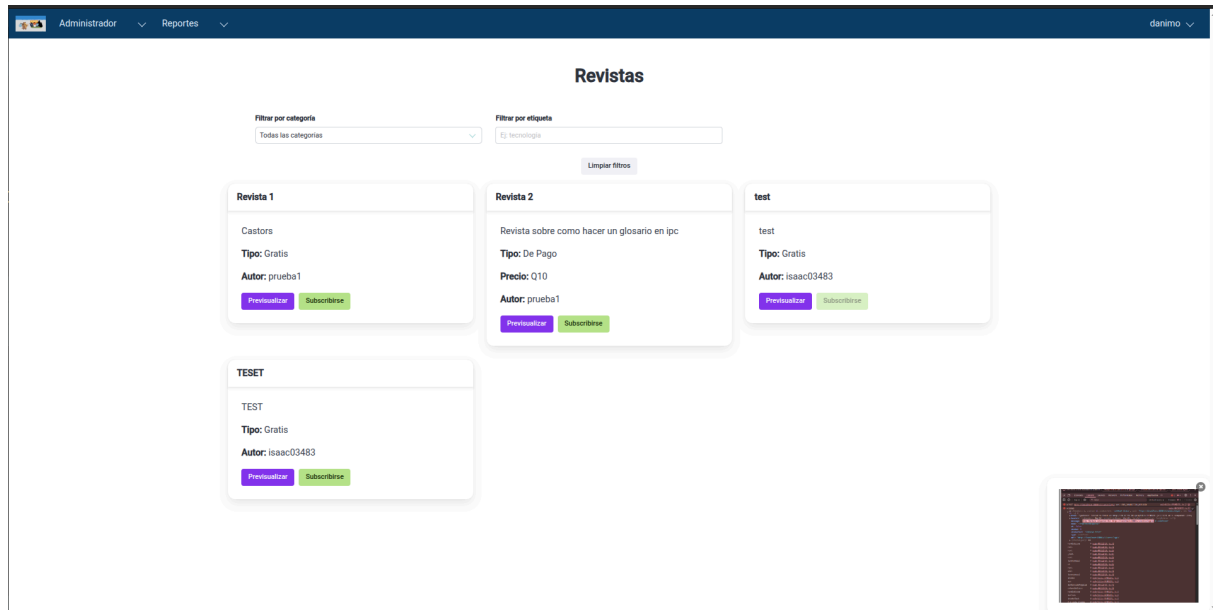 Administrador
Reportes
danimo
Revistas
Filtrar por categoría
Filtrar por etiqueta
Todas las categorías
Ej: tecnología
Limpiar filtros
Revista 1
Castors
Tipo: Gratis
Autor: prueba1
Previsualizar
Subscribirse
Revista 2
Revista sobre como hacer un glosario en ipc
Tipo: De Pago
Precio: Q10
Autor: prueba1
Previsualizar
Subscribirse
test
test
Tipo: Gratis
Autor: isaac03483
Previsualizar
Subscribirse
TESET
TEST
Tipo: Gratis
Autor: isaac03483
Previsualizar
Subscribirse